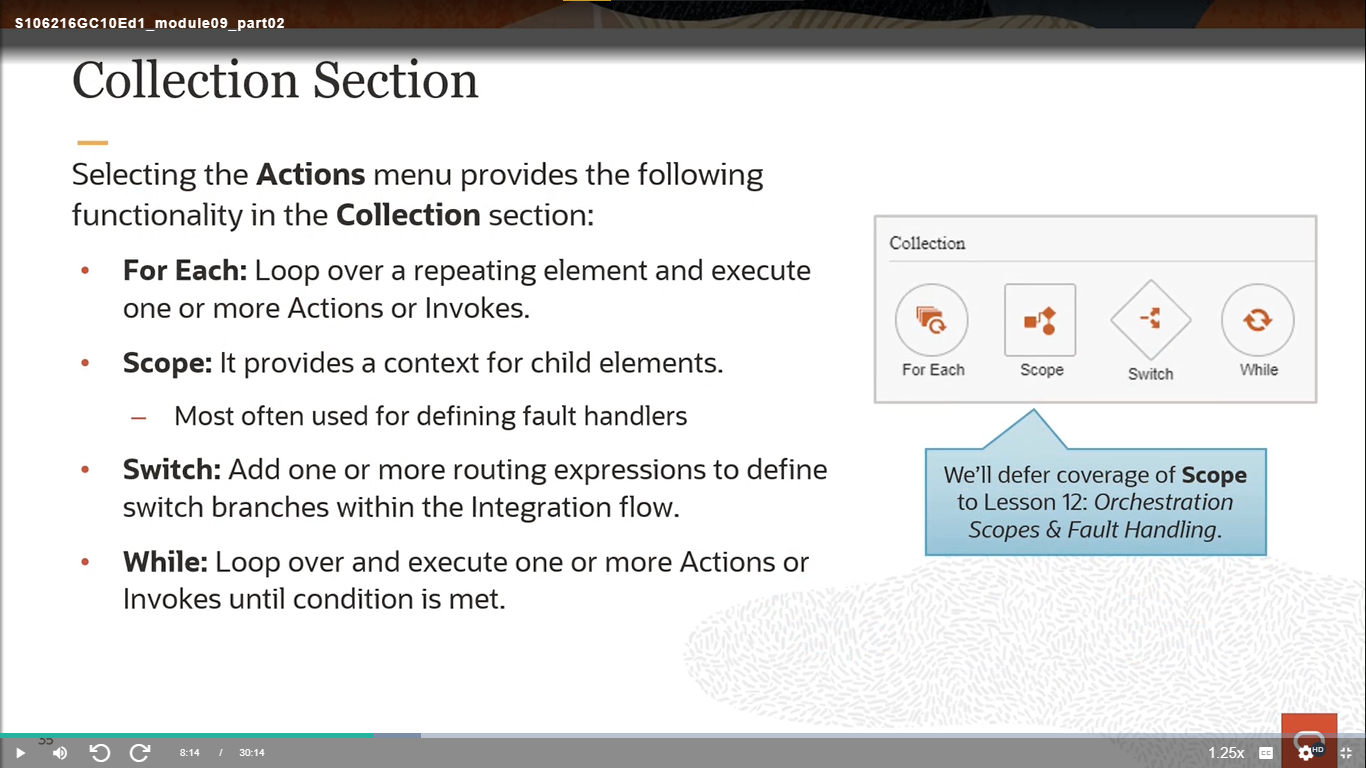 S106216GC10Ed1_module09_part02
Collection Section
Selecting the Actions menu provides the following
functionality in the Collection section:
• For Each: Loop over a repeating element and execute
one or more Actions or Invokes.
• Scope: It provides a context for child elements.
– Most often used for defining fault handlers
• Switch: Add one or more routing expressions to define
switch branches within the Integration flow.
• While: Loop over and execute one or more Actions or
Invokes until condition is met.
Collection
For Each
Scope
Switch
While
We’ll defer coverage of Scope
to Lesson 12: Orchestration
Scopes & Fault Handling.
8:14 / 30:14
1.25x
CC
HD